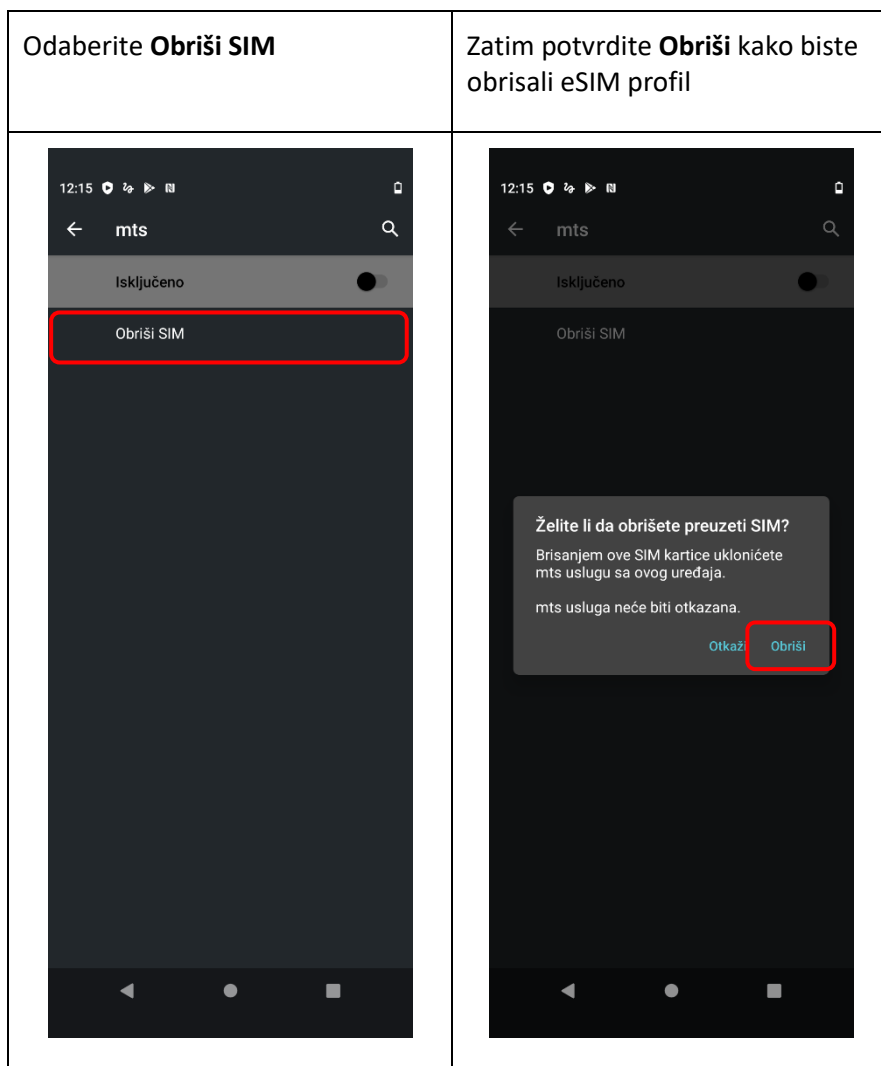 Odaberite Obriši SIM
Zatim potvrdite Obriši kako biste
obrisali eSIM profil
12:15
mts
Isključeno
Obriši SIM
12:15
mts
Isključeno
Obriši SIM
Želite li da obrišete preuzeti SIM?
Brisanjem ove SIM kartice uklonićete
mts uslugu sa ovog uređaja.
mts usluga neće biti otkazana.
Otkaži Obriši